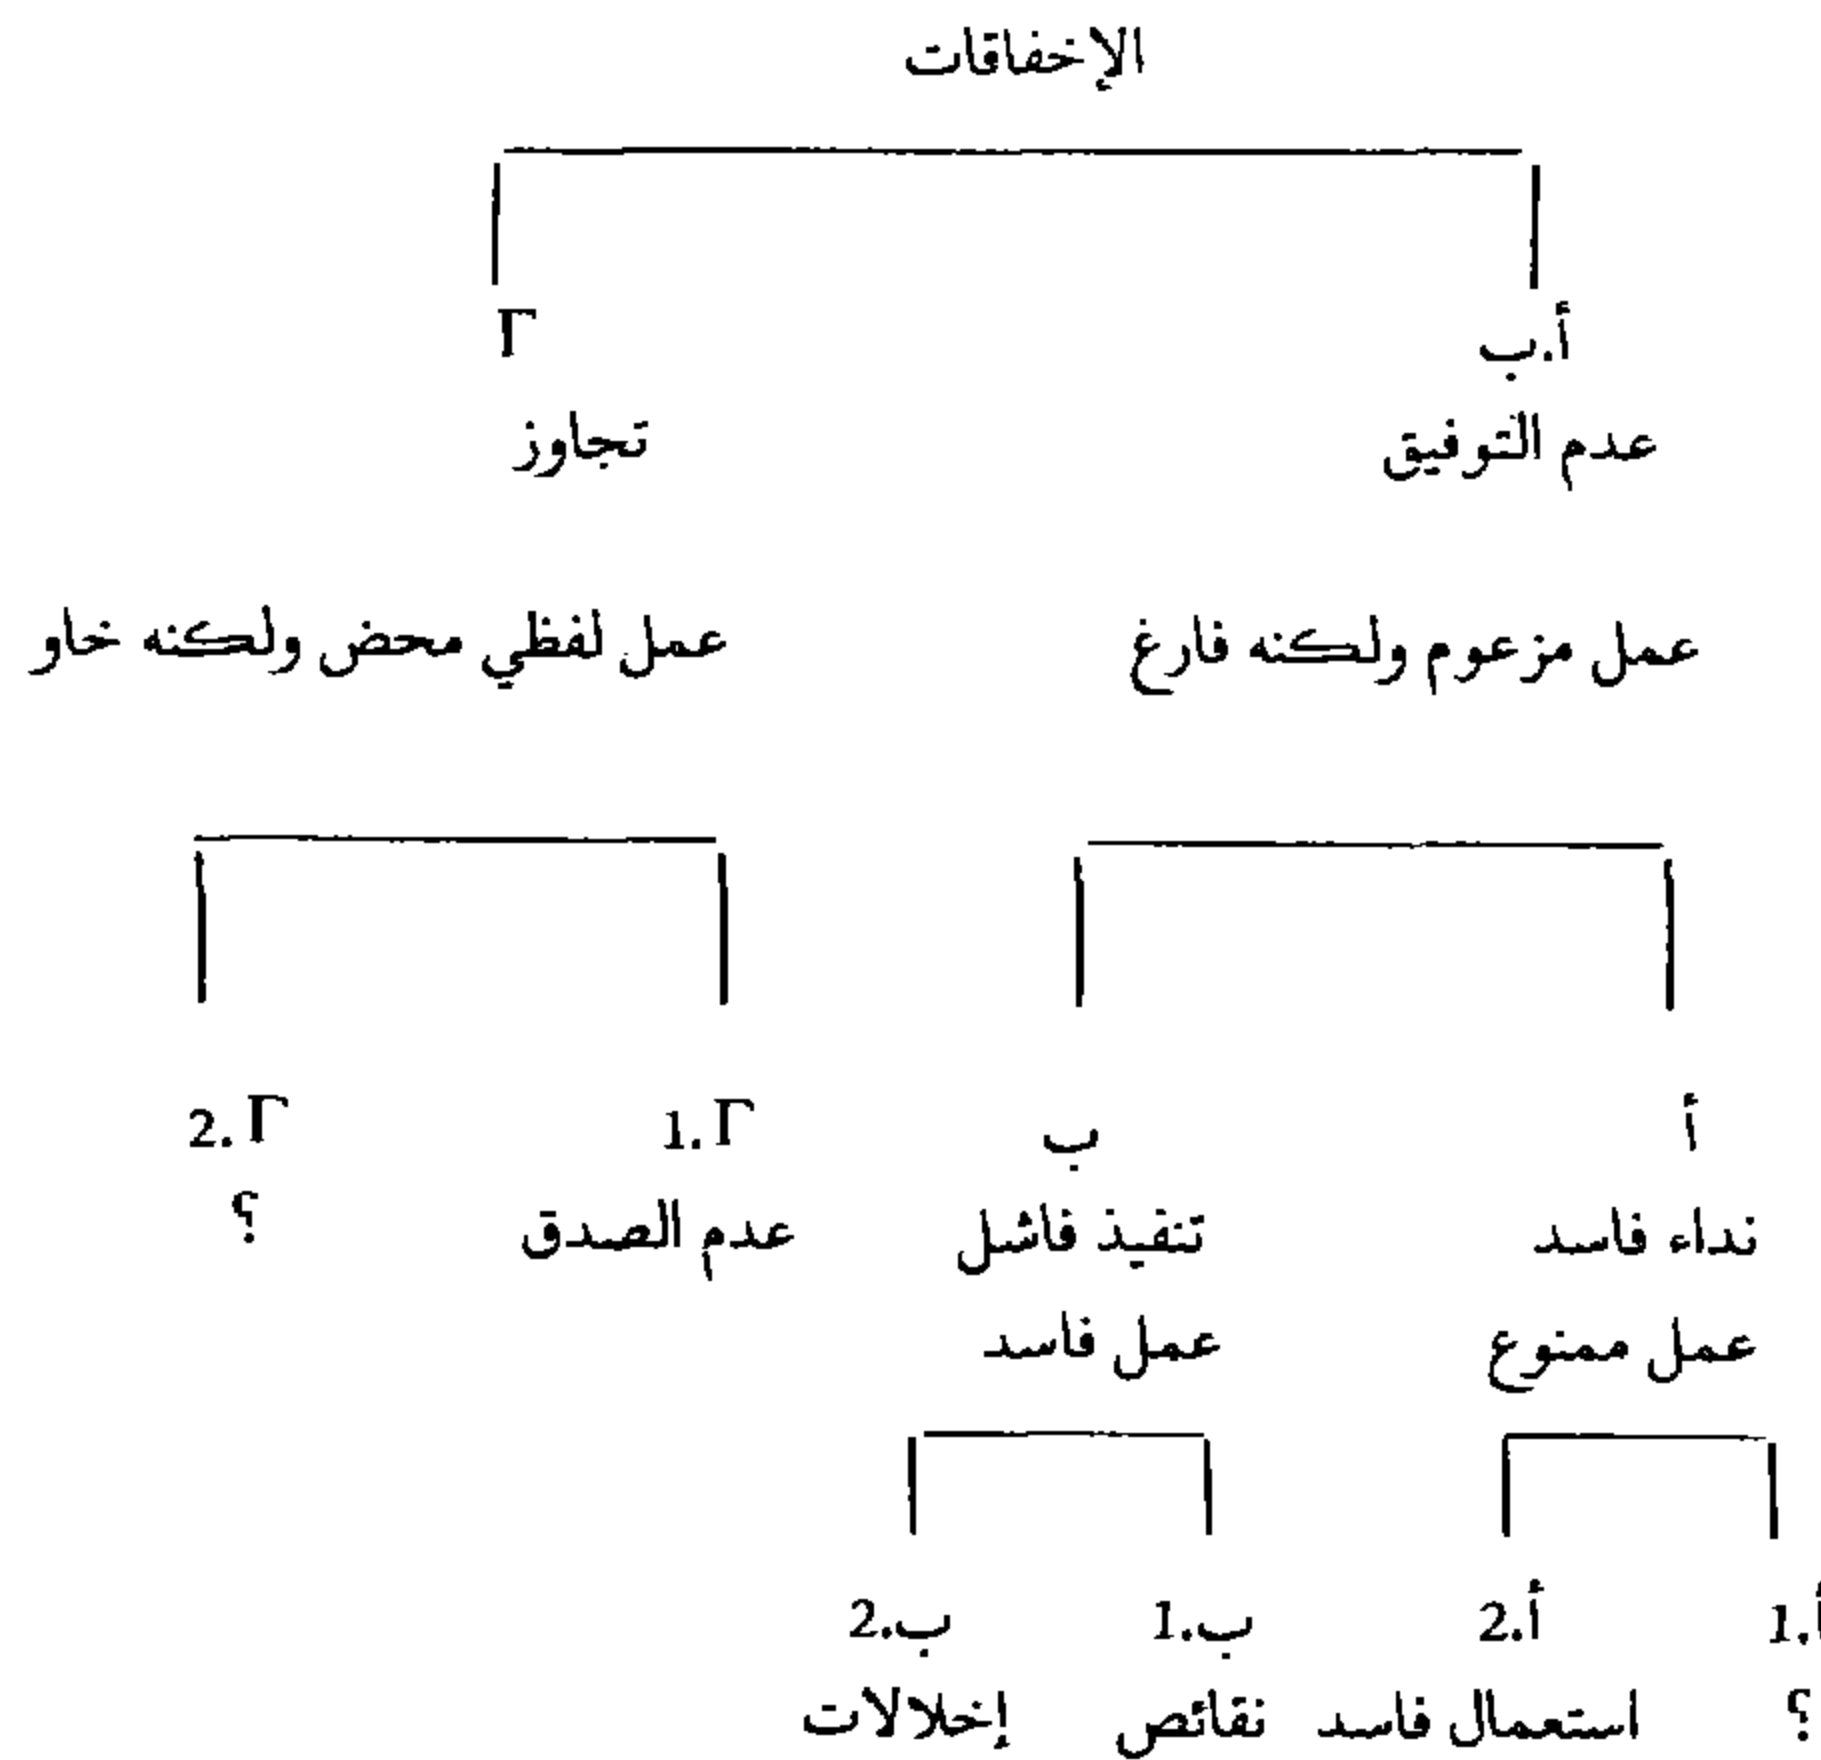 الإخفاقات
أ.ب Γ
عدم التوفيق تجاوز
عمل مزعوم ولكنه فارغ عمل لفظي محض ولكنه خاو
أ ب 1.Γ 2.Γ
نداء فاسد تنفيذ فاشل عدم الصدق ؟
عمل ممنوع عمل فاسد
أ.1 أ.2 ب.1 ب.2
؟ استعمال فاسد نقائص إخلالات